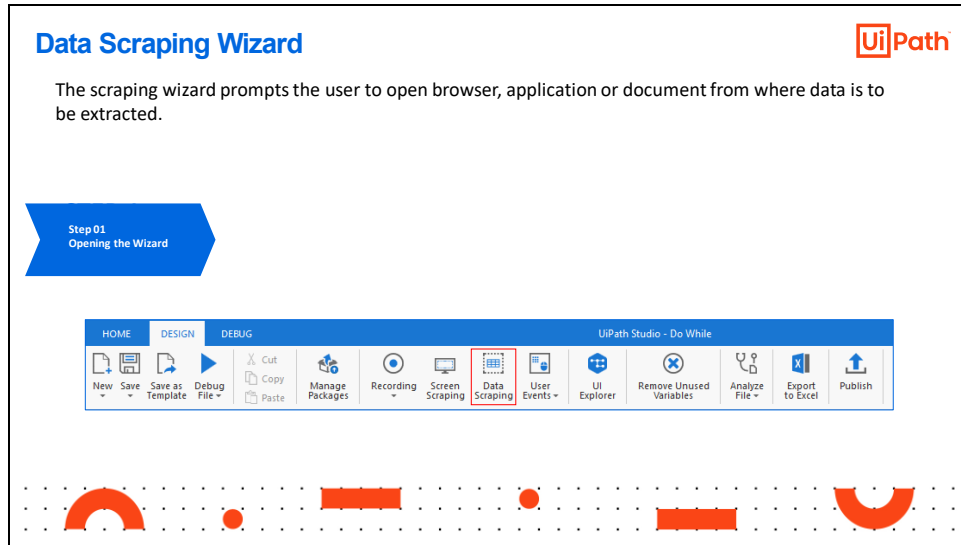 Data Scraping Wizard
UiPath
The scraping wizard prompts the user to open browser, application or document from where data is to
be extracted.
Step 01
Opening the Wizard
HOME DESIGN DEBUG UiPath Studio - Do While
New Save Save as Template Debug File Cut Copy Paste Manage Packages Recording Screen Scraping Data Scraping User Events UI Explorer Remove Unused Variables Analyze File Export to Excel Publish